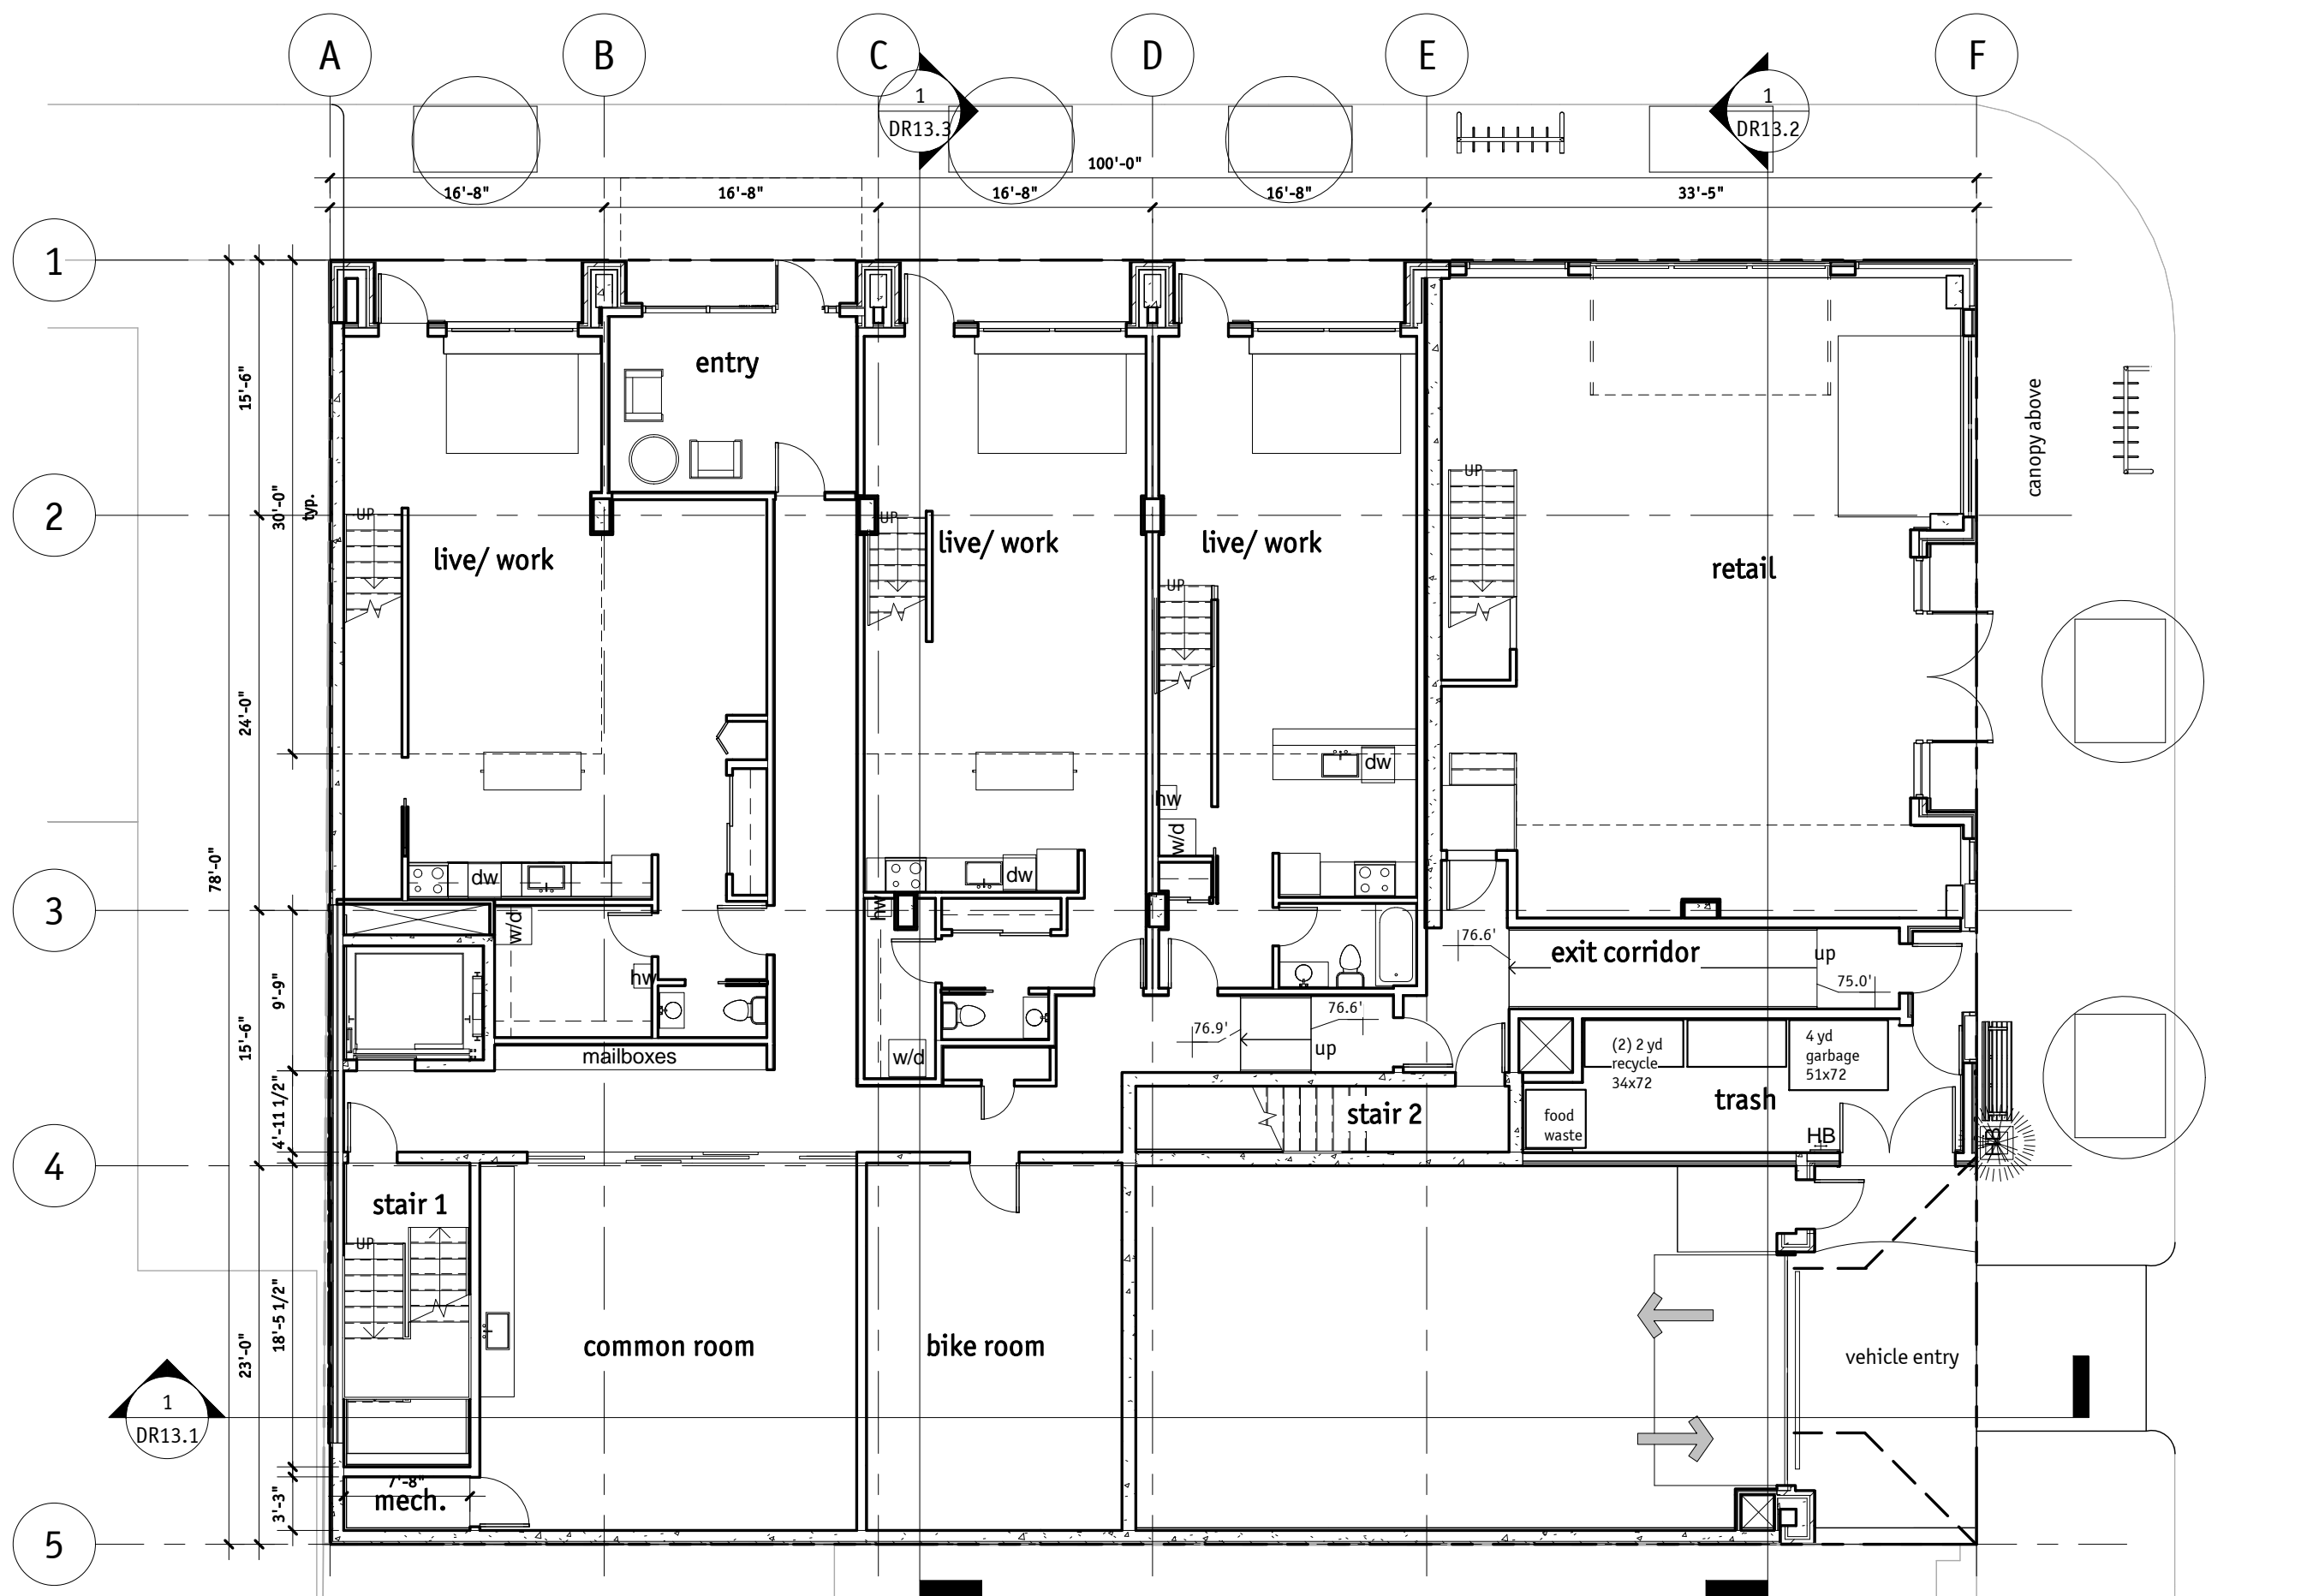 A
B
C
D
E
F
1
DR13.3
1
DR13.2
100'-0"
16'-8"
16'-8"
16'-8"
16'-8"
33'-5"
1
2
3
4
5
15'-6"
30'-0"
typ.
24'-0"
78'-0"
9'-9"
15'-6"
4'-11 1/2"
18'-5 1/2"
23'-0"
3'-3"
7'-8"
entry
canopy above
UP
live/ work
UP
live/ work
UP
live/ work
UP
retail
dw
dw
dw
hw
w/d
w/d
hw
hw
w/d
mailboxes
76.6'
exit corridor
up
75.0'
76.9'
76.6'
up
(2) 2 yd
recycle
34x72
4 yd
garbage
51x72
trash
food
waste
HB
stair 2
stair 1
UP
common room
bike room
vehicle entry
1
DR13.1
mech.